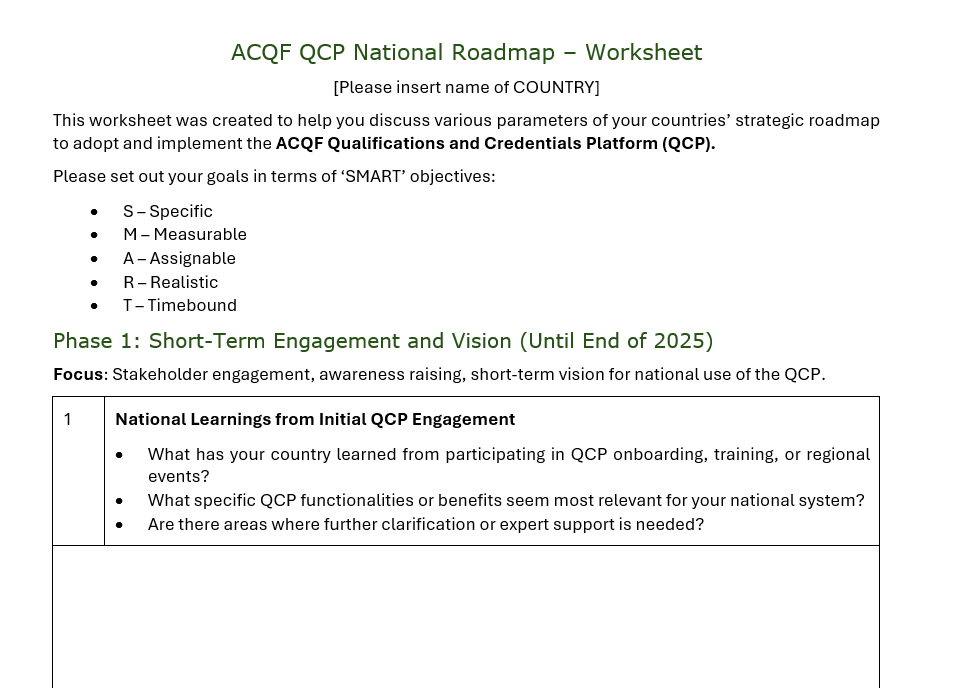 ACQF QCP National Roadmap – Worksheet
[Please insert name of COUNTRY]
This worksheet was created to help you discuss various parameters of your countries’ strategic roadmap
to adopt and implement the ACQF Qualifications and Credentials Platform (QCP).
Please set out your goals in terms of ‘SMART’ objectives:
• S – Specific
• M – Measurable
• A – Assignable
• R – Realistic
• T – Timebound
Phase 1: Short-Term Engagement and Vision (Until End of 2025)
Focus: Stakeholder engagement, awareness raising, short-term vision for national use of the QCP.
1 National Learnings from Initial QCP Engagement
• What has your country learned from participating in QCP onboarding, training, or regional
events?
• What specific QCP functionalities or benefits seem most relevant for your national system?
• Are there areas where further clarification or expert support is needed?